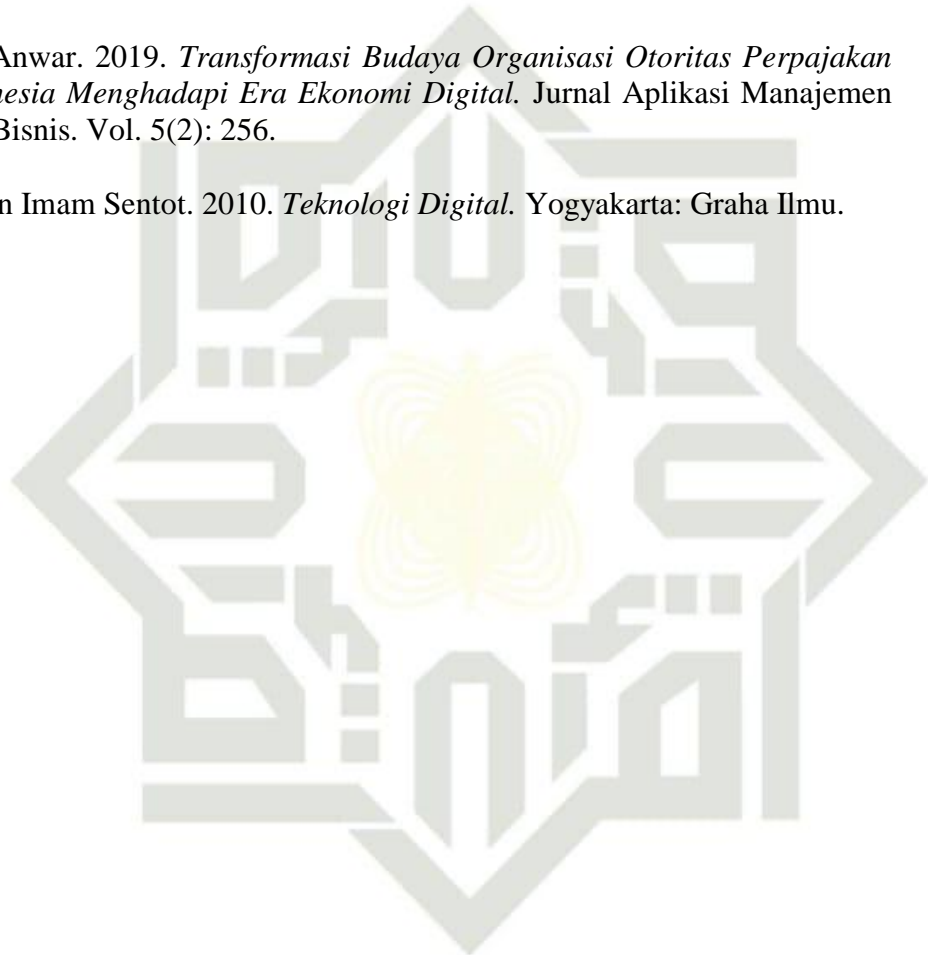 Anwar. 2019. Transformasi Budaya Organisasi Otoritas Perpajakan
nesia Menghadapi Era Ekonomi Digital. Jurnal Aplikasi Manajemen
Bisnis. Vol. 5(2): 256.
n Imam Sentot. 2010. Teknologi Digital. Yogyakarta: Graha Ilmu.